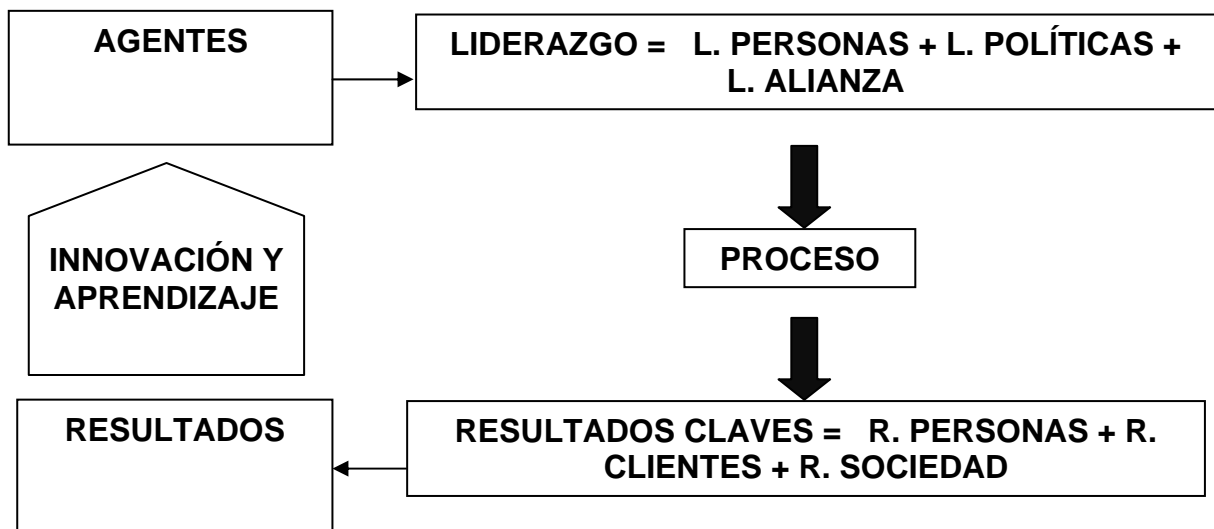 AGENTES
LIDERAZGO = L. PERSONAS + L. POLÍTICAS +
L. ALIANZA
PROCESO
INNOVACIÓN Y
APRENDIZAJE
RESULTADOS
RESULTADOS CLAVES = R. PERSONAS + R.
CLIENTES + R. SOCIEDAD